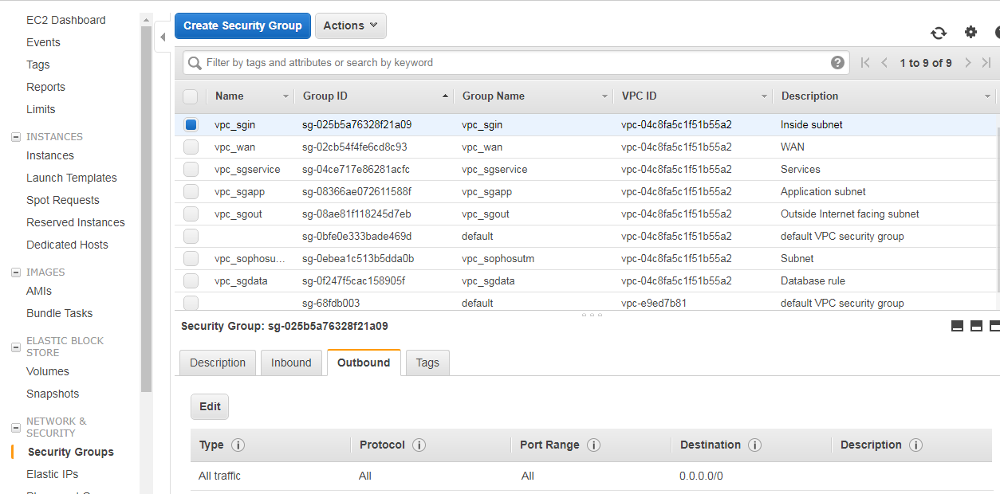 EC2 Dashboard
Events
Tags
Reports
Limits
INSTANCES
Instances
Launch Templates
Spot Requests
Reserved Instances
Dedicated Hosts
IMAGES
AMIs
Bundle Tasks
ELASTIC BLOCK
STORE
Volumes
Snapshots
NETWORK &
SECURITY
Security Groups
Elastic IPs
Create Security Group Actions
Filter by tags and attributes or search by keyword 1 to 9 of 9
Name Group ID Group Name VPC ID Description
vpc_sgin sg-025b5a76328f21a09 vpc_sgin vpc-04c8fa5c1f51b55a2 Inside subnet
vpc_wan sg-02cb54f4fe6cd8c93 vpc_wan vpc-04c8fa5c1f51b55a2 WAN
vpc_sgservice sg-04ce717e86281acfc vpc_sgservice vpc-04c8fa5c1f51b55a2 Services
vpc_sgapp sg-08366ae072611588f vpc_sgapp vpc-04c8fa5c1f51b55a2 Application subnet
vpc_sgout sg-08ae81f118245d7eb vpc_sgout vpc-04c8fa5c1f51b55a2 Outside Internet facing subnet
sg-0bfe0e333bade469d default vpc-04c8fa5c1f51b55a2 default VPC security group
vpc_sophosu... sg-0ebea1c513b5dda0b vpc_sophosutm vpc-04c8fa5c1f51b55a2 Subnet
vpc_sgdata sg-0f247f5cac158905f vpc_sgdata vpc-04c8fa5c1f51b55a2 Database rule
sg-68fdb003 default vpc-e9ed7b81 default VPC security group
Security Group: sg-025b5a76328f21a09
Description Inbound Outbound Tags
Edit
Type Protocol Port Range Destination Description
All traffic All All 0.0.0.0/0